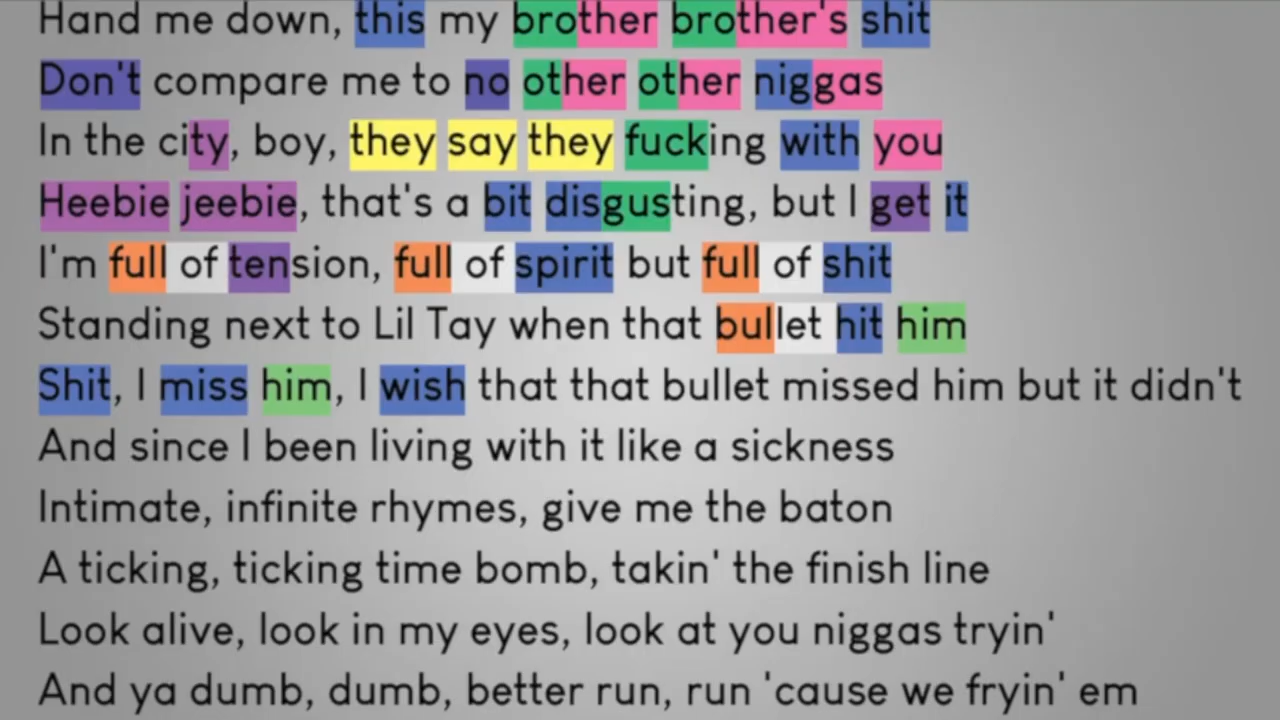 Hand me down, this my brother brother's shit
Don't compare me to no other other niggas
In the city, boy, they say they fucking with you
Heebie jeebie, that's a bit disgusting, but I get it
I'm full of tension, full of spirit but full of shit
Standing next to Lil Tay when that bullet hit him
Shit, I miss him, I wish that that bullet missed him but it didn't
And since I been living with it like a sickness
Intimate, infinite rhymes, give me the baton
A ticking, ticking time bomb, takin' the finish line
Look alive, look in my eyes, look at you niggas tryin'
And ya dumb, dumb, better run, run 'cause we fryin' em